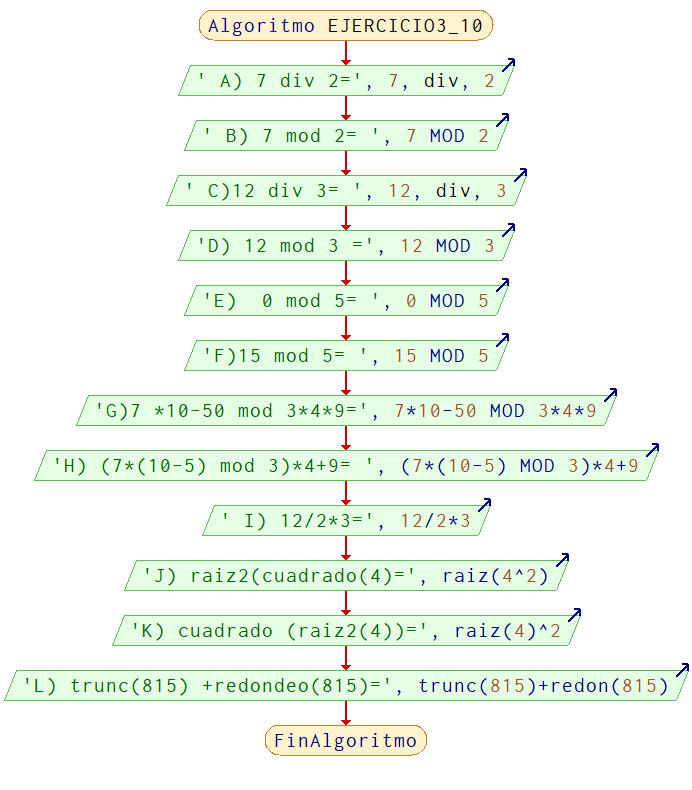 Algoritmo EJERCICIO3_10
' A) 7 div 2=', 7, div, 2
' B) 7 mod 2= ', 7 MOD 2
' C)12 div 3= ', 12, div, 3
'D) 12 mod 3 =', 12 MOD 3
'E)  0 mod 5= ', 0 MOD 5
'F)15 mod 5= ', 15 MOD 5
'G)7 *10-50 mod 3*4*9=', 7*10-50 MOD 3*4*9
'H) (7*(10-5) mod 3)*4+9= ', (7*(10-5) MOD 3)*4+9
' I) 12/2*3=', 12/2*3
'J) raiz2(cuadrado(4)=', raiz(4^2)
'K) cuadrado (raiz2(4))=', raiz(4)^2
'L) trunc(815) +redondeo(815)=', trunc(815)+redon(815)
FinAlgoritmo